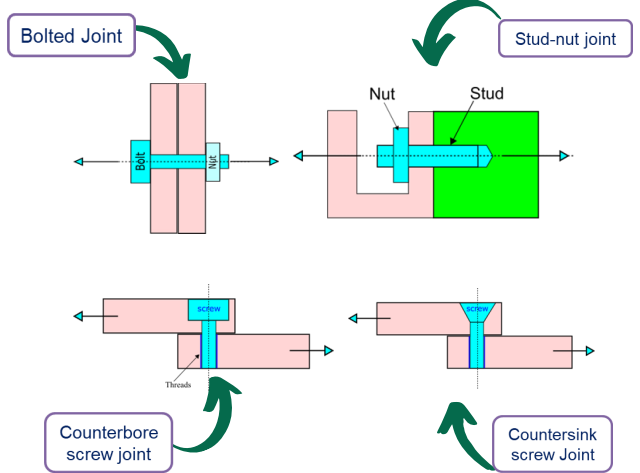 Bolted Joint
Stud-nut joint
Nut
Stud
Bolt
Nut
screw
screw
Threads
Counterbore
screw joint
Countersink
screw Joint